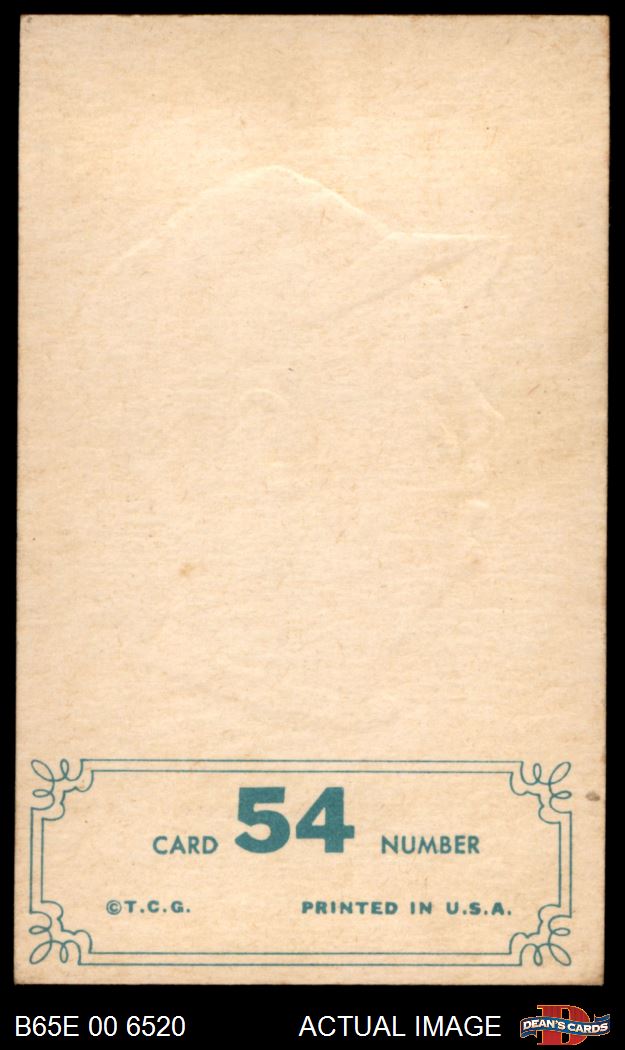 CARD 54 NUMBER
©T.C.G. PRINTED IN U.S.A.
B65E 00 6520 ACTUAL IMAGE D DEAN'S CARDS